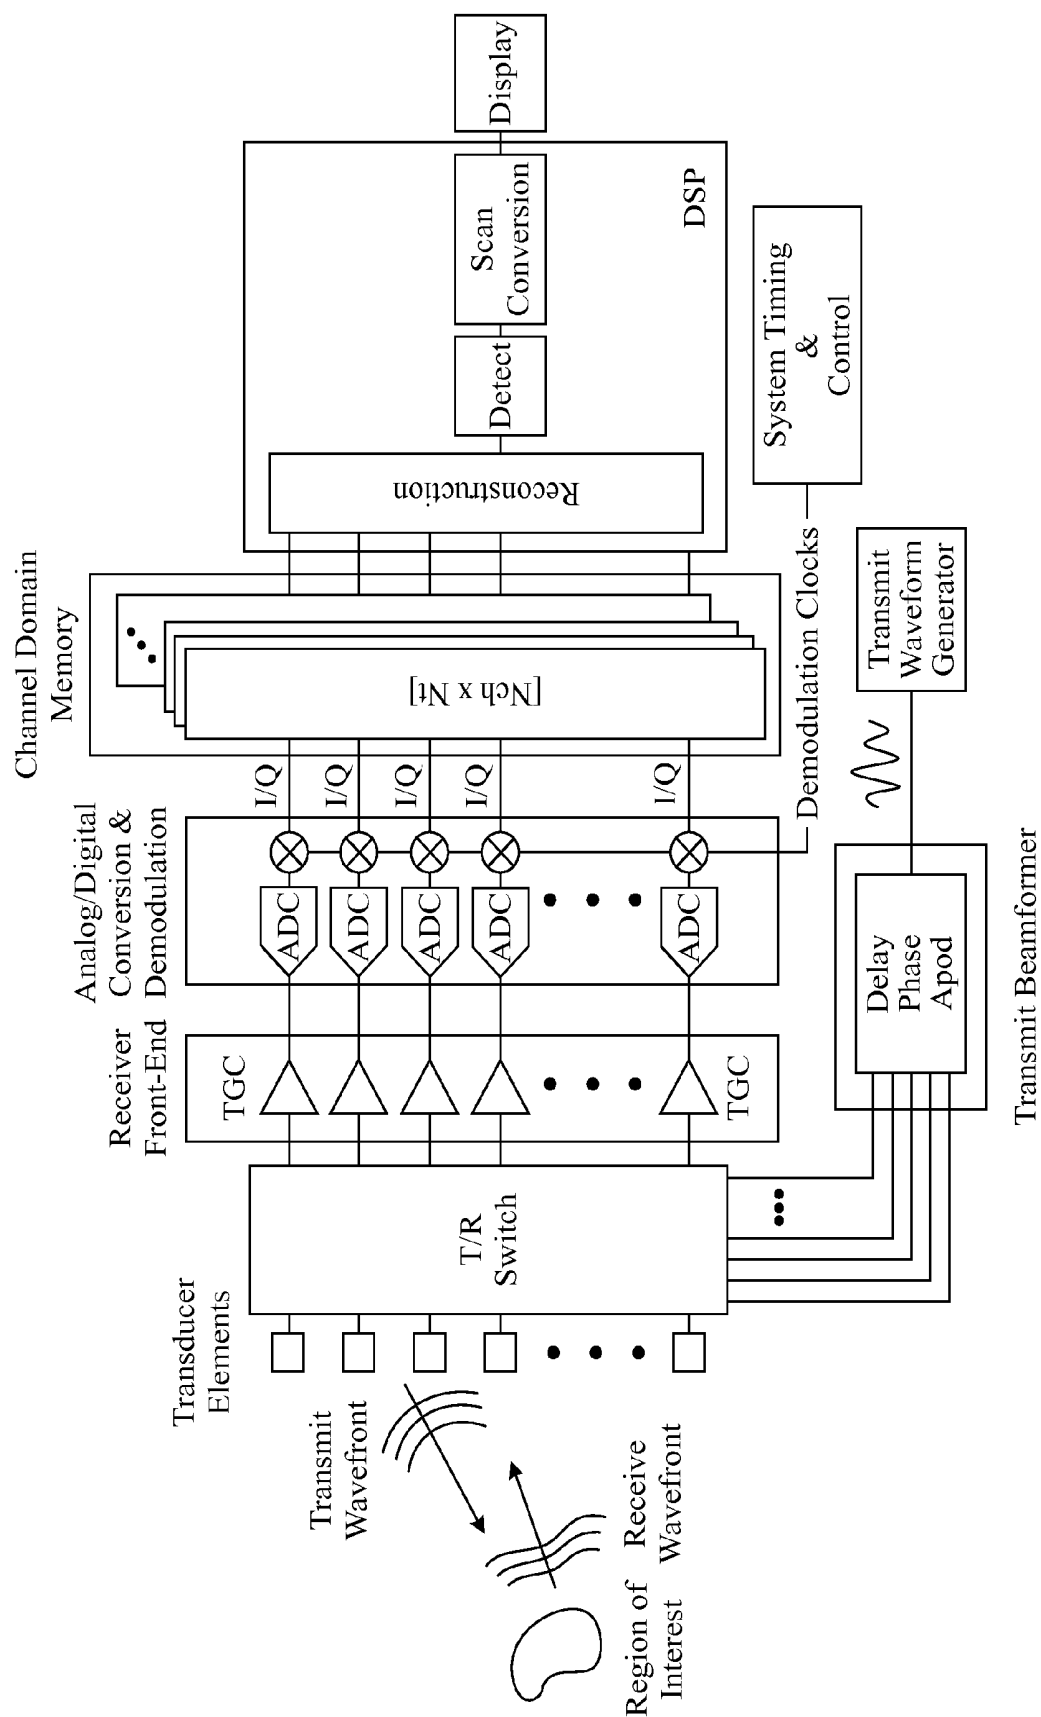 Channel Domain
Memory
Analog/Digital
Conversion &
Demodulation
Receiver
Front-End
Transducer
Elements
Transmit
Wavefront
Region of
Interest
Receive
Wavefront
T/R
Switch
TGC
TGC
ADC
ADC
ADC
ADC
ADC
I/Q
I/Q
I/Q
I/Q
I/Q
[Nch x Nt]
Reconstruction
Detect
Scan
Conversion
DSP
Display
System Timing
&
Control
Demodulation Clocks
Transmit
Waveform
Generator
Delay
Phase
Apod
Transmit Beamformer